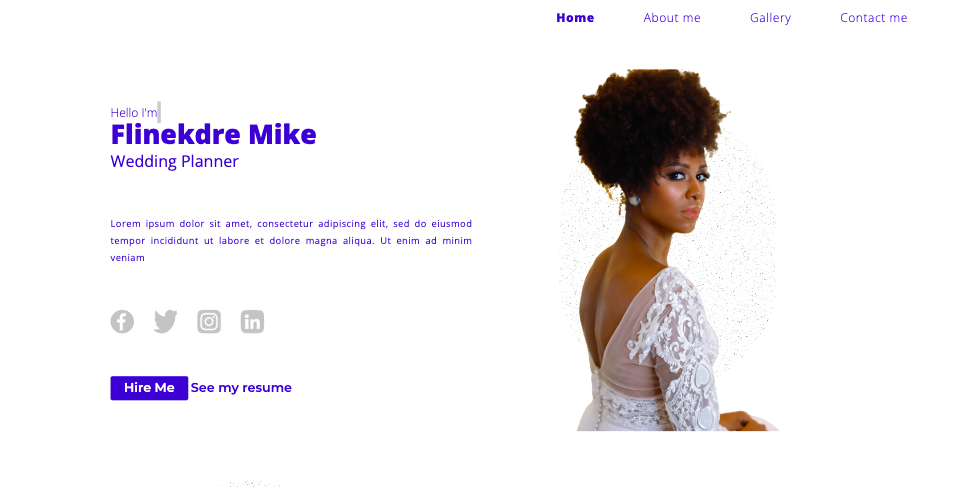 Home About me Gallery Contact me
Hello I'm
Flinekdre Mike
Wedding Planner
Lorem ipsum dolor sit amet, consectetur adipiscing elit, sed do eiusmod
tempor incididunt ut labore et dolore magna aliqua. Ut enim ad minim
veniam
Hire Me See my resume